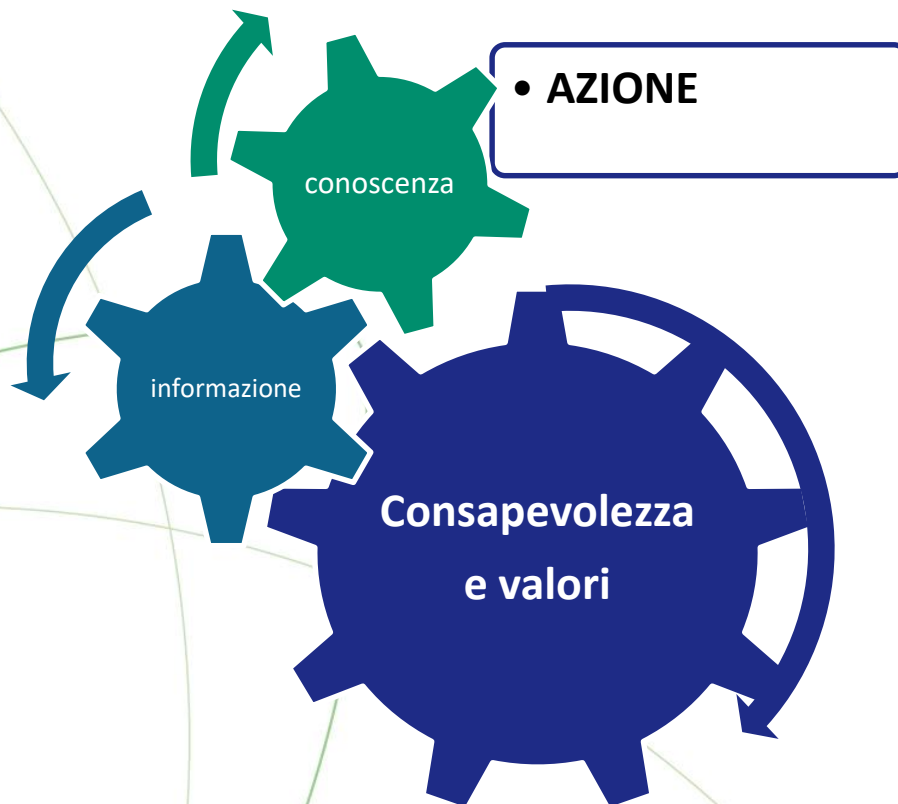 • AZIONE
conoscenza
informazione
Consapevolezza
e valori